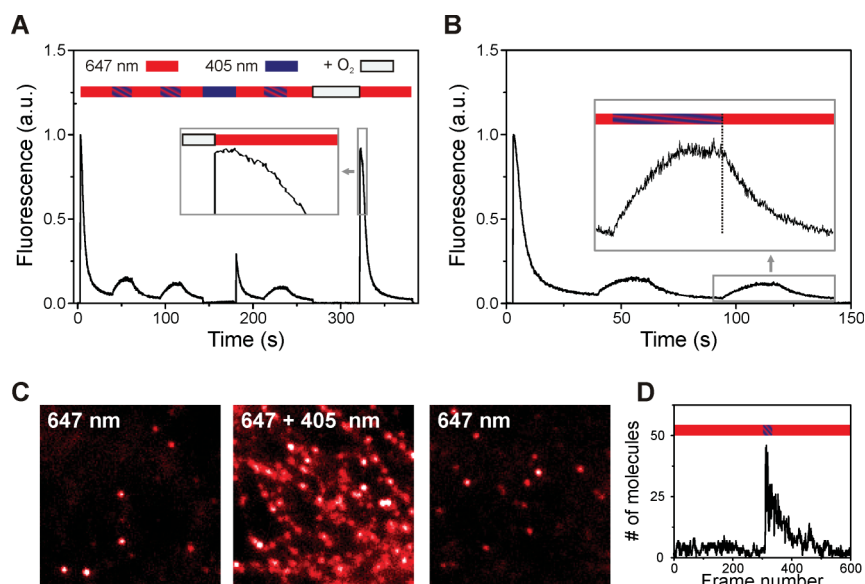 A
647 nm 405 nm + O₂
Fluorescence (a.u.)
1.5
1.0
0.5
0.0
0 100 200 300
Time (s)
B
Fluorescence (a.u.)
1.5
1.0
0.5
0.0
0 50 100 150
Time (s)
C
647 nm
647 + 405 nm
647 nm
D
# of molecules
50
25
0
0 200 400 600
Frame number